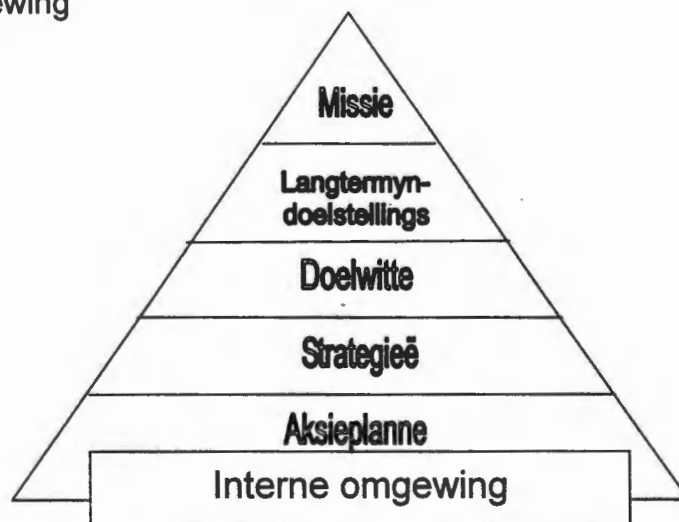 ewing
Missie
Langtermyn-
doelstellings
Doelwitte
Strategieë
Aksieplanne
Interne omgewing